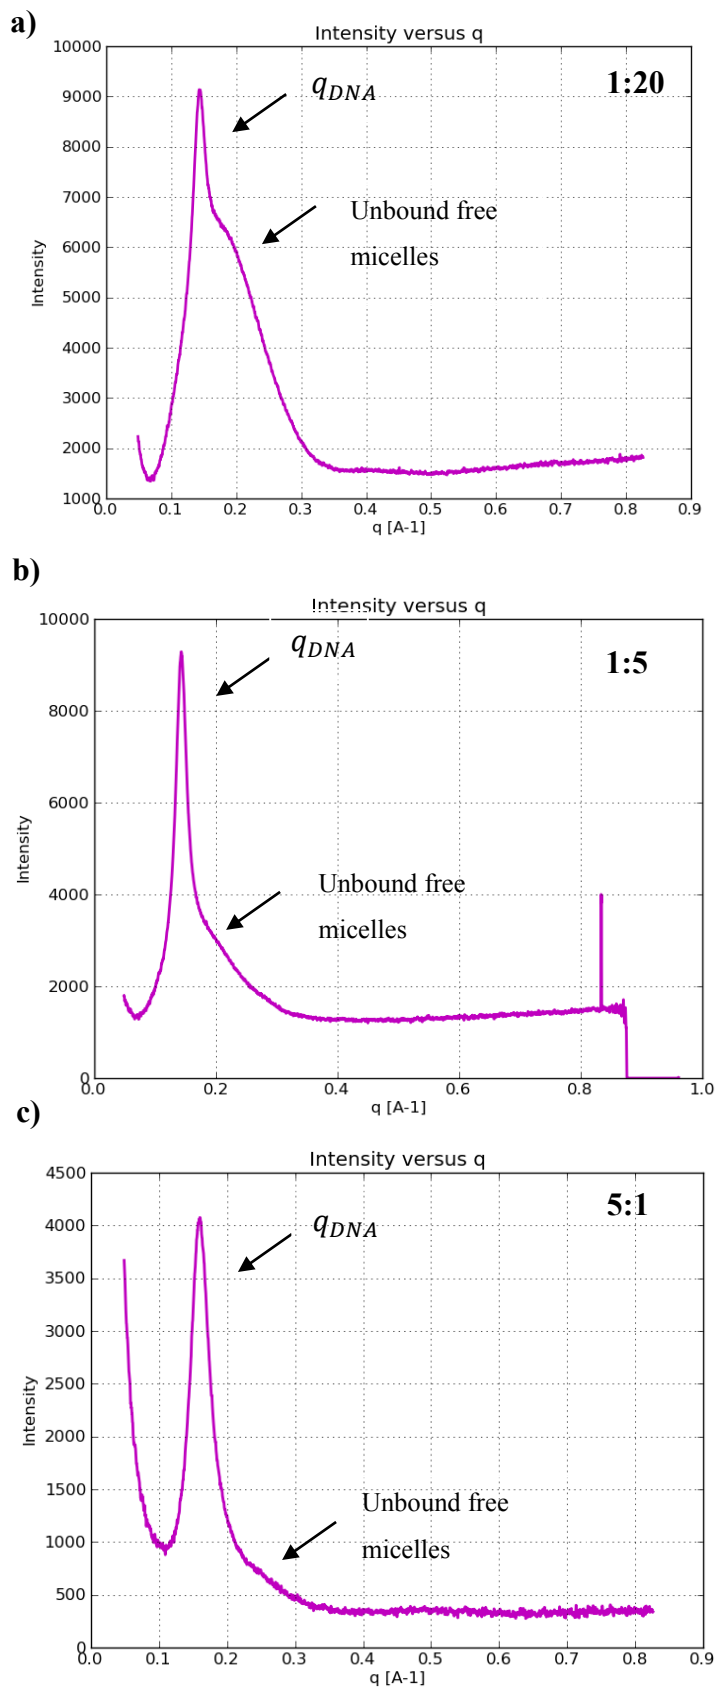 a)
Intensity versus q
10000
9000
8000
7000
6000
5000
4000
3000
2000
1000
Intensity
q_DNA
1:20
Unbound free
micelles
0.0 0.1 0.2 0.3 0.4 0.5 0.6 0.7 0.8 0.9
q [A-1]
b)
Intensity versus q
10000
8000
6000
4000
2000
0
Intensity
q_DNA
1:5
Unbound free
micelles
0.0 0.2 0.4 0.6 0.8 1.0
q [A-1]
c)
Intensity versus q
4500
4000
3500
3000
2500
2000
1500
1000
500
0
Intensity
q_DNA
5:1
Unbound free
micelles
0.0 0.1 0.2 0.3 0.4 0.5 0.6 0.7 0.8 0.9
q [A-1]